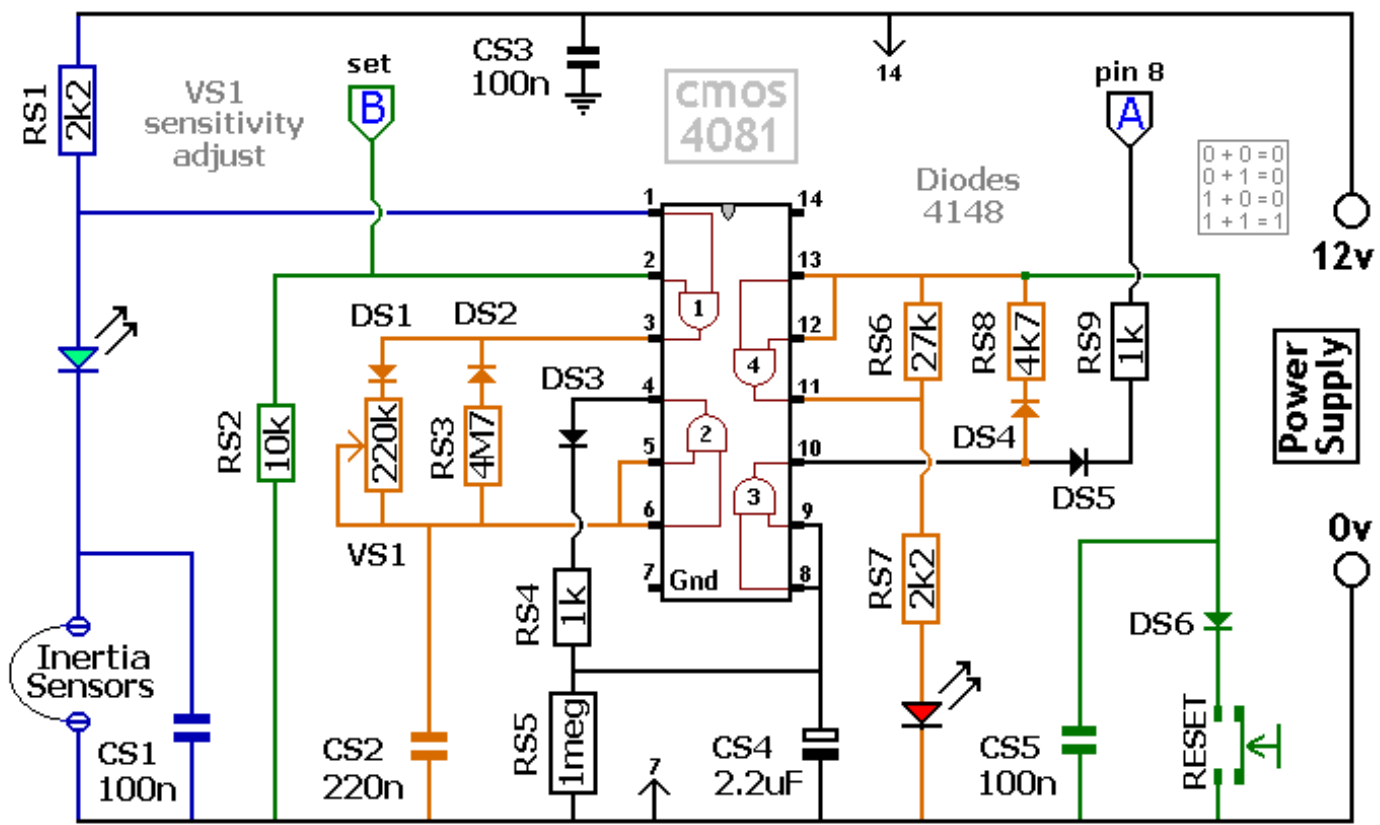 CS3
100n
14
set
B
VS1
sensitivity
adjust
cmos
4081
pin 8
A
0 + 0 = 0
0 + 1 = 0
1 + 0 = 0
1 + 1 = 1
Diodes
4148
12v
RS1
2k2
1
2
3
4
5
6
7
Gnd
14
13
12
11
10
9
8
1
2
3
4
DS1
DS2
DS3
RS2
10k
220k
VS1
RS3
4M7
RS4
1k
RS5
1meg
RS6
27k
RS8
4k7
RS9
1k
DS4
DS5
RS7
2k2
Power
Supply
0v
DS6
RESET
Inertia
Sensors
CS1
100n
CS2
220n
7
CS4
2.2uF
CS5
100n